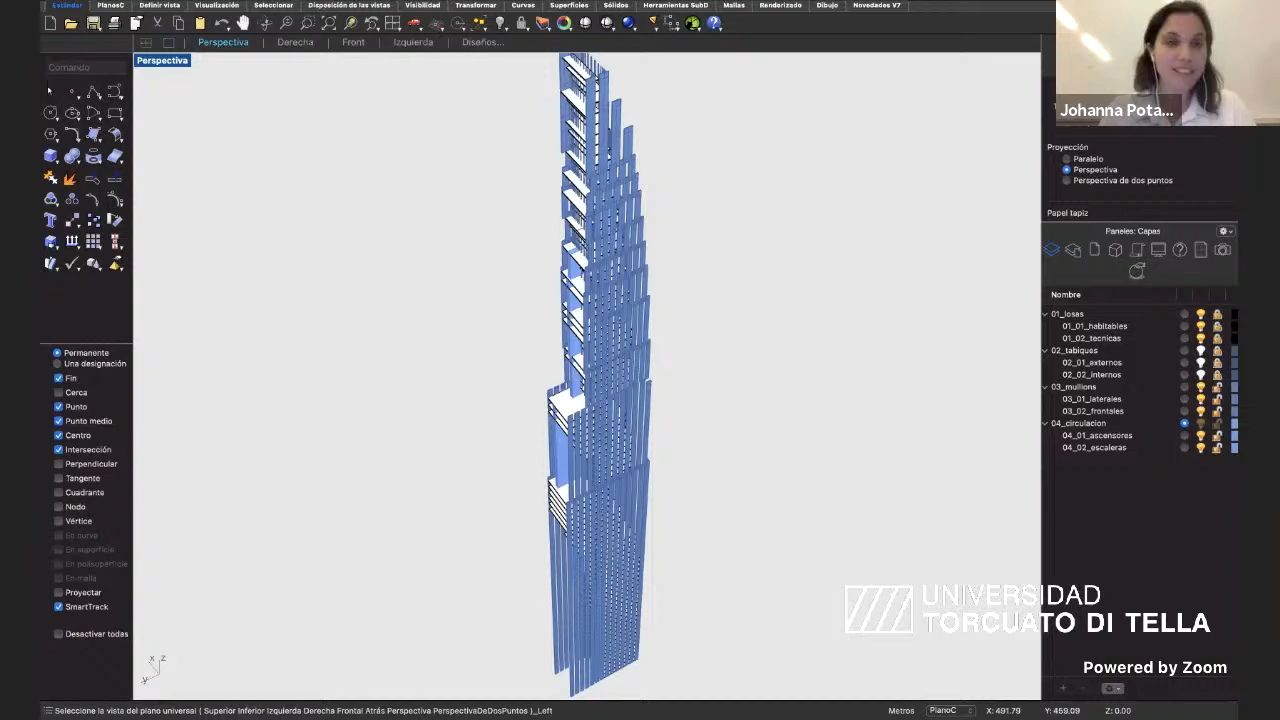 Estándar PlanosC Definir vista Visualización Seleccionar Disposición de las vistas Visibilidad Transformar Curvas Superficies Sólidos Herramientas SubD Mallas Renderizado Dibujo Novedades V7
Perspectiva Derecha Front Izquierda Diseños...
Comando
Perspectiva
Johanna Pota...
Proyección
Paralelo
Perspectiva
Perspectiva de dos puntos
Papel tapiz
Paneles: Capas
Nombre
01_losas
01_01_habitables
01_02_tecnicas
02_tabiques
02_01_externos
02_02_internos
03_mullions
03_01_laterales
03_02_frontales
04_circulacion
04_01_ascensores
04_02_escaleras
Permanente
Una designación
Fin
Cerca
Punto
Punto medio
Centro
Intersección
Perpendicular
Tangente
Cuadrante
Nodo
Vértice
En curva
En superficie
En polisuperficie
En malla
Proyectar
SmartTrack
Desactivar todas
x z
y
UNIVERSIDAD
TORCUATO DI TELLA
Powered by Zoom
Seleccione la vista del plano universal ( Superior Inferior Izquierda Derecha Frontal Atrás Perspectiva PerspectivaDeDosPuntos )_Left Metros PlanoC X: 491.79 Y: 459.09 Z: 0.00